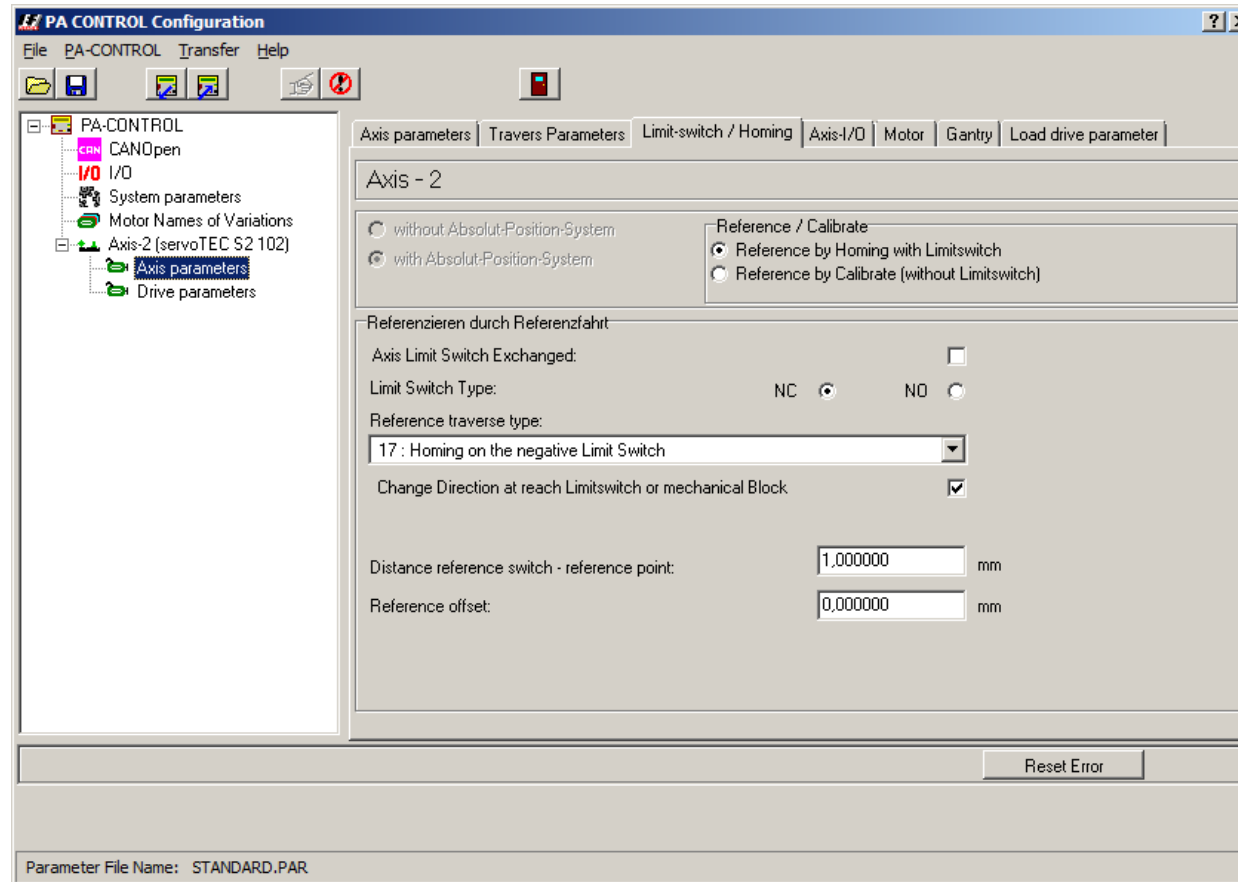 PA CONTROL Configuration
File PA-CONTROL Transfer Help
PA-CONTROL
CAN CANOpen
I/O I/O
System parameters
Motor Names of Variations
Axis-2 (servoTEC S2 102)
Axis parameters
Drive parameters
Axis parameters Travers Parameters Limit-switch / Homing Axis-I/O Motor Gantry Load drive parameter
Axis - 2
without Absolut-Position-System
with Absolut-Position-System
Reference / Calibrate
Reference by Homing with Limitswitch
Reference by Calibrate (without Limitswitch)
Referenzieren durch Referenzfahrt
Axis Limit Switch Exchanged:
Limit Switch Type: NC NO
Reference traverse type:
17 : Homing on the negative Limit Switch
Change Direction at reach Limitswitch or mechanical Block
Distance reference switch - reference point: 1,000000 mm
Reference offset: 0,000000 mm
Reset Error
Parameter File Name: STANDARD.PAR